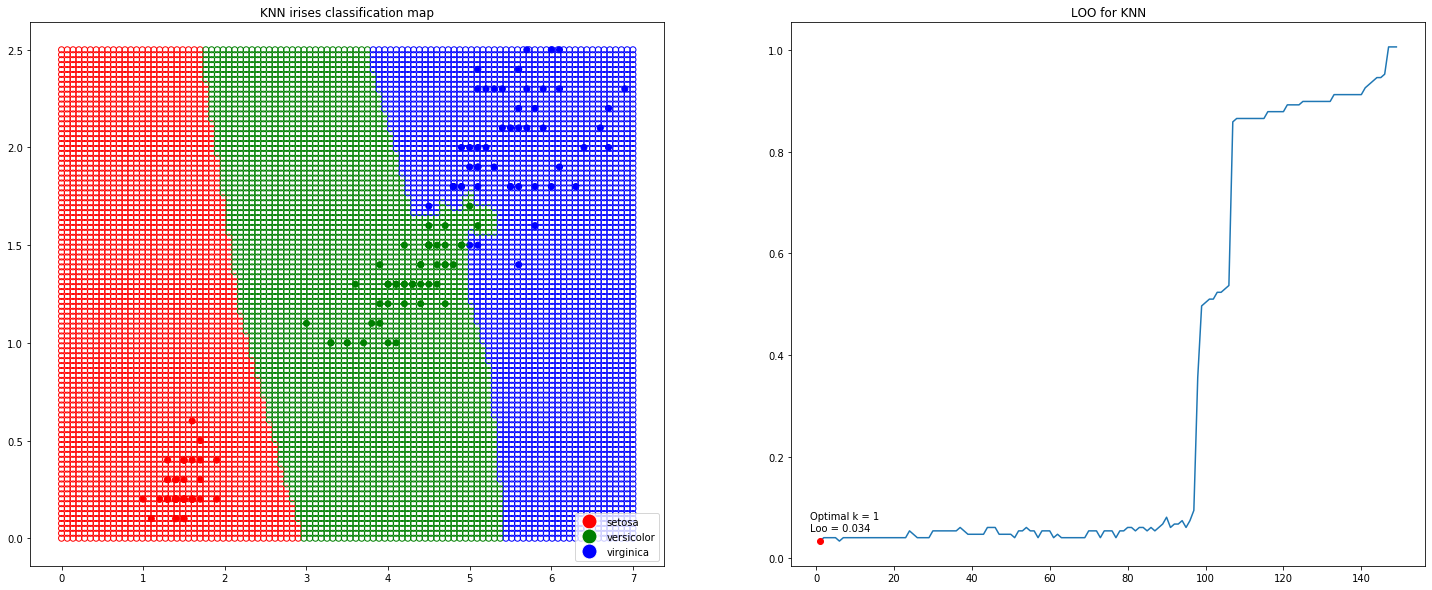 KNN irises classification map
2.5
2.0
1.5
1.0
0.5
0.0
0 1 2 3 4 5 6 7
setosa
versicolor
virginica
LOO for KNN
1.0
0.8
0.6
0.4
0.2
0.0
Optimal k = 1
Loo = 0.034
0 20 40 60 80 100 120 140